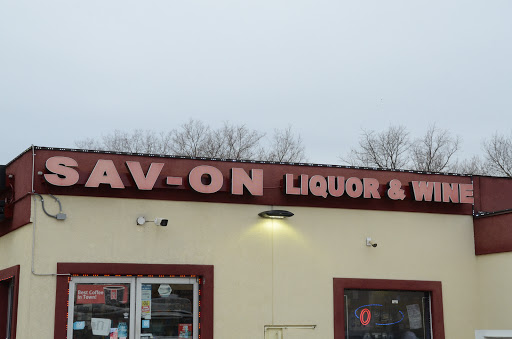 SAV-ON LIQUOR & WINE
Best Coffee
in Town!